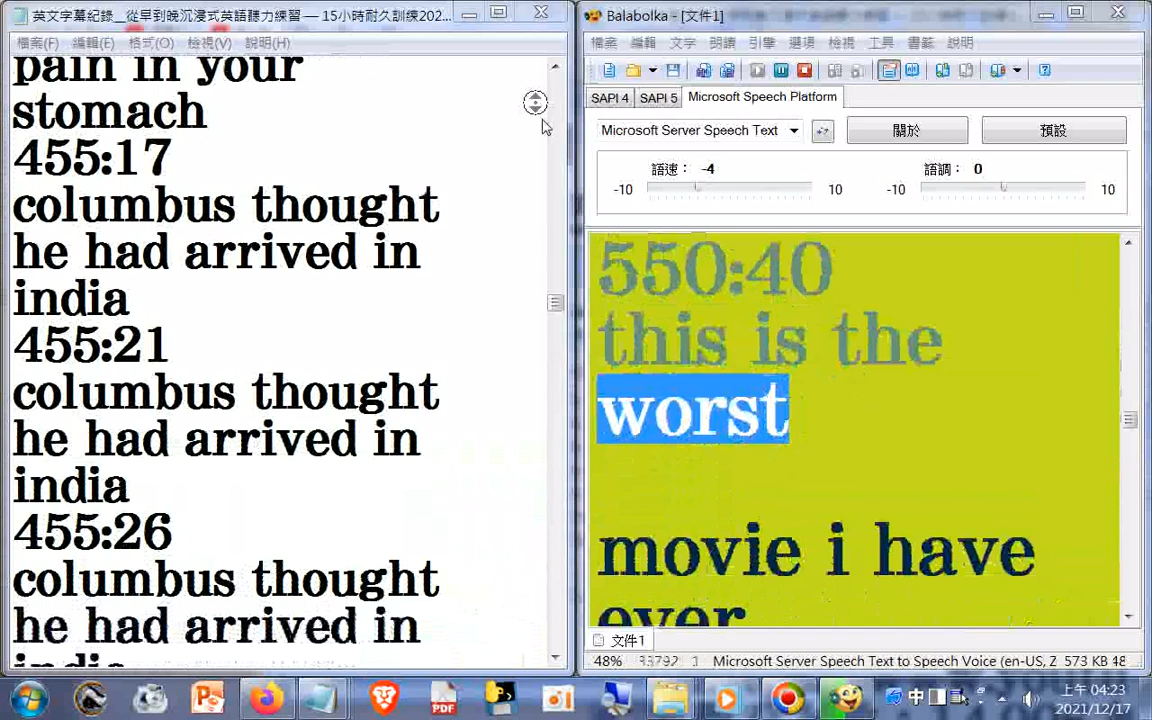 英文字幕紀錄__從早到晚沉浸式英語聽力練習 — 15小時耐久訓練202...
檔案(F) 編輯(E) 格式(O) 檢視(V) 說明(H)
pain in your
stomach
455:17
columbus thought
he had arrived in
india
455:21
columbus thought
he had arrived in
india
455:26
columbus thought
he had arrived in
india
Balabolka - [文件1]
檔案 編輯 文字 朗讀 引擎 選項 檢視 工具 書籤 說明
SAPI 4 SAPI 5 Microsoft Speech Platform
Microsoft Server Speech Text 關於 預設
語速： -4 語調： 0
-10 10 -10 10
550:40
this is the
worst
movie i have
ever
文件1
48% 33792 1 Microsoft Server Speech Text to Speech Voice (en-US, Z 573 KB 48
PDF 中 上午 04:23
2021/12/17